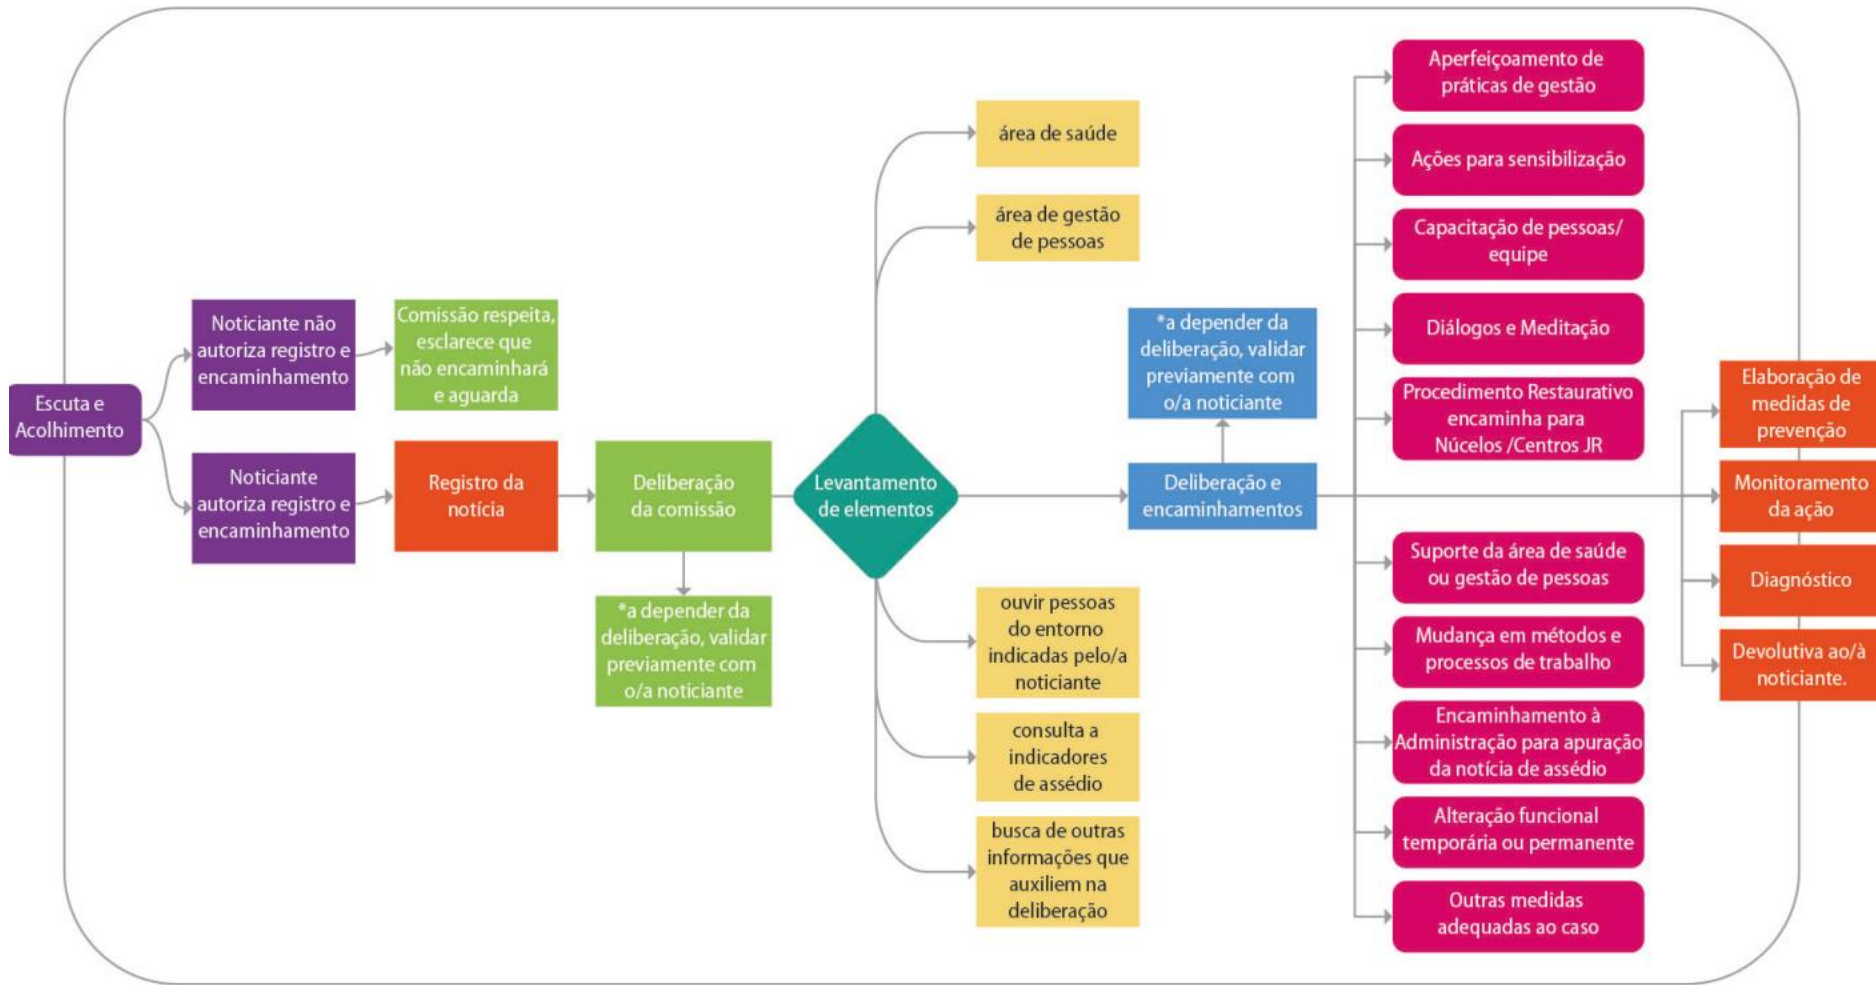 Escuta e
Acolhimento
Noticiante não
autoriza registro e
encaminhamento
Comissão respeita,
esclarece que
não encaminhará
e aguarda
Noticiante
autoriza registro e
encaminhamento
Registro da
notícia
Deliberação
da comissão
*a depender da
deliberação, validar
previamente com
o/a noticiante
Levantamento
de elementos
área de saúde
área de gestão
de pessoas
ouvir pessoas
do entorno
indicadas pelo/a
noticiante
consulta a
indicadores
de assédio
busca de outras
informações que
auxiliem na
deliberação
*a depender da
deliberação, validar
previamente com
o/a noticiante
Deliberação e
encaminhamentos
Aperfeiçoamento de
práticas de gestão
Ações para sensibilização
Capacitação de pessoas/
equipe
Diálogos e Meditação
Procedimento Restaurativo
encaminha para
Núcelos /Centros JR
Suporte da área de saúde
ou gestão de pessoas
Mudança em métodos e
processos de trabalho
Encaminhamento à
Administração para apuração
da notícia de assédio
Alteração funcional
temporária ou permanente
Outras medidas
adequadas ao caso
Elaboração de
medidas de
prevenção
Monitoramento
da ação
Diagnóstico
Devolutiva ao/à
noticiante.